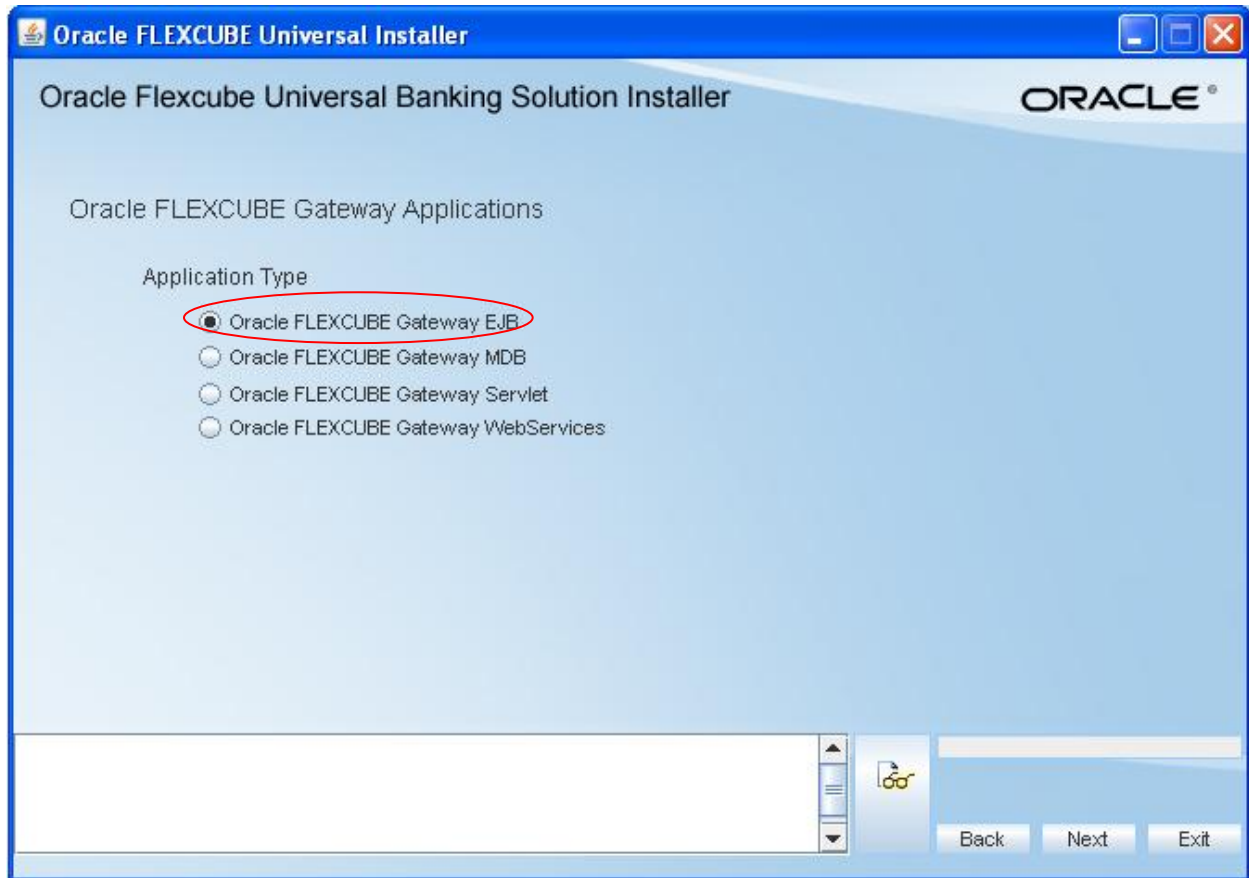 Oracle FLEXCUBE Universal Installer
Oracle Flexcube Universal Banking Solution Installer
ORACLE®
Oracle FLEXCUBE Gateway Applications
Application Type
Oracle FLEXCUBE Gateway EJB
Oracle FLEXCUBE Gateway MDB
Oracle FLEXCUBE Gateway Servlet
Oracle FLEXCUBE Gateway WebServices
Back Next Exit